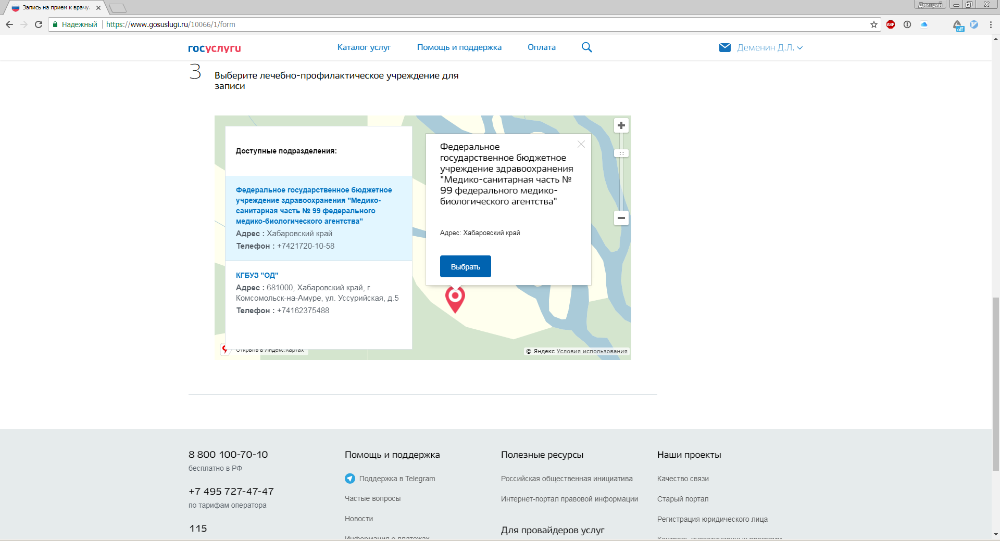 Запись на прием к врачу.
Дмитрий
Надежный
https://www.gosuslugi.ru/10066/1/form
ABP
off
госуслуги
Каталог услуг
Помощь и поддержка
Оплата
Деменин Д.Л.
3
Выберите лечебно-профилактическое учреждение для
записи
Доступные подразделения:
Федеральное государственное бюджетное
учреждение здравоохранения "Медико-
санитарная часть № 99 федерального
медико-биологического агентства"
Адрес : Хабаровский край
Телефон : +7421720-10-58
КГБУЗ "ОД"
Адрес : 681000, Хабаровский край, г.
Комсомольск-на-Амуре, ул. Уссурийская, д.5
Телефон : +74162375488
Открыть в Яндекс.Картах
Федеральное
государственное бюджетное
учреждение здравоохранения
"Медико-санитарная часть №
99 федерального медико-
биологического агентства"
Адрес: Хабаровский край
Выбрать
© Яндекс Условия использования
8 800 100-70-10
бесплатно в РФ
+7 495 727-47-47
по тарифам оператора
115
Помощь и поддержка
Поддержка в Telegram
Частые вопросы
Новости
Информация о платежах
Полезные ресурсы
Российская общественная инициатива
Интернет-портал правовой информации
Для провайдеров услуг
Наши проекты
Качество связи
Старый портал
Регистрация юридического лица
Контроль инвестиционных программ